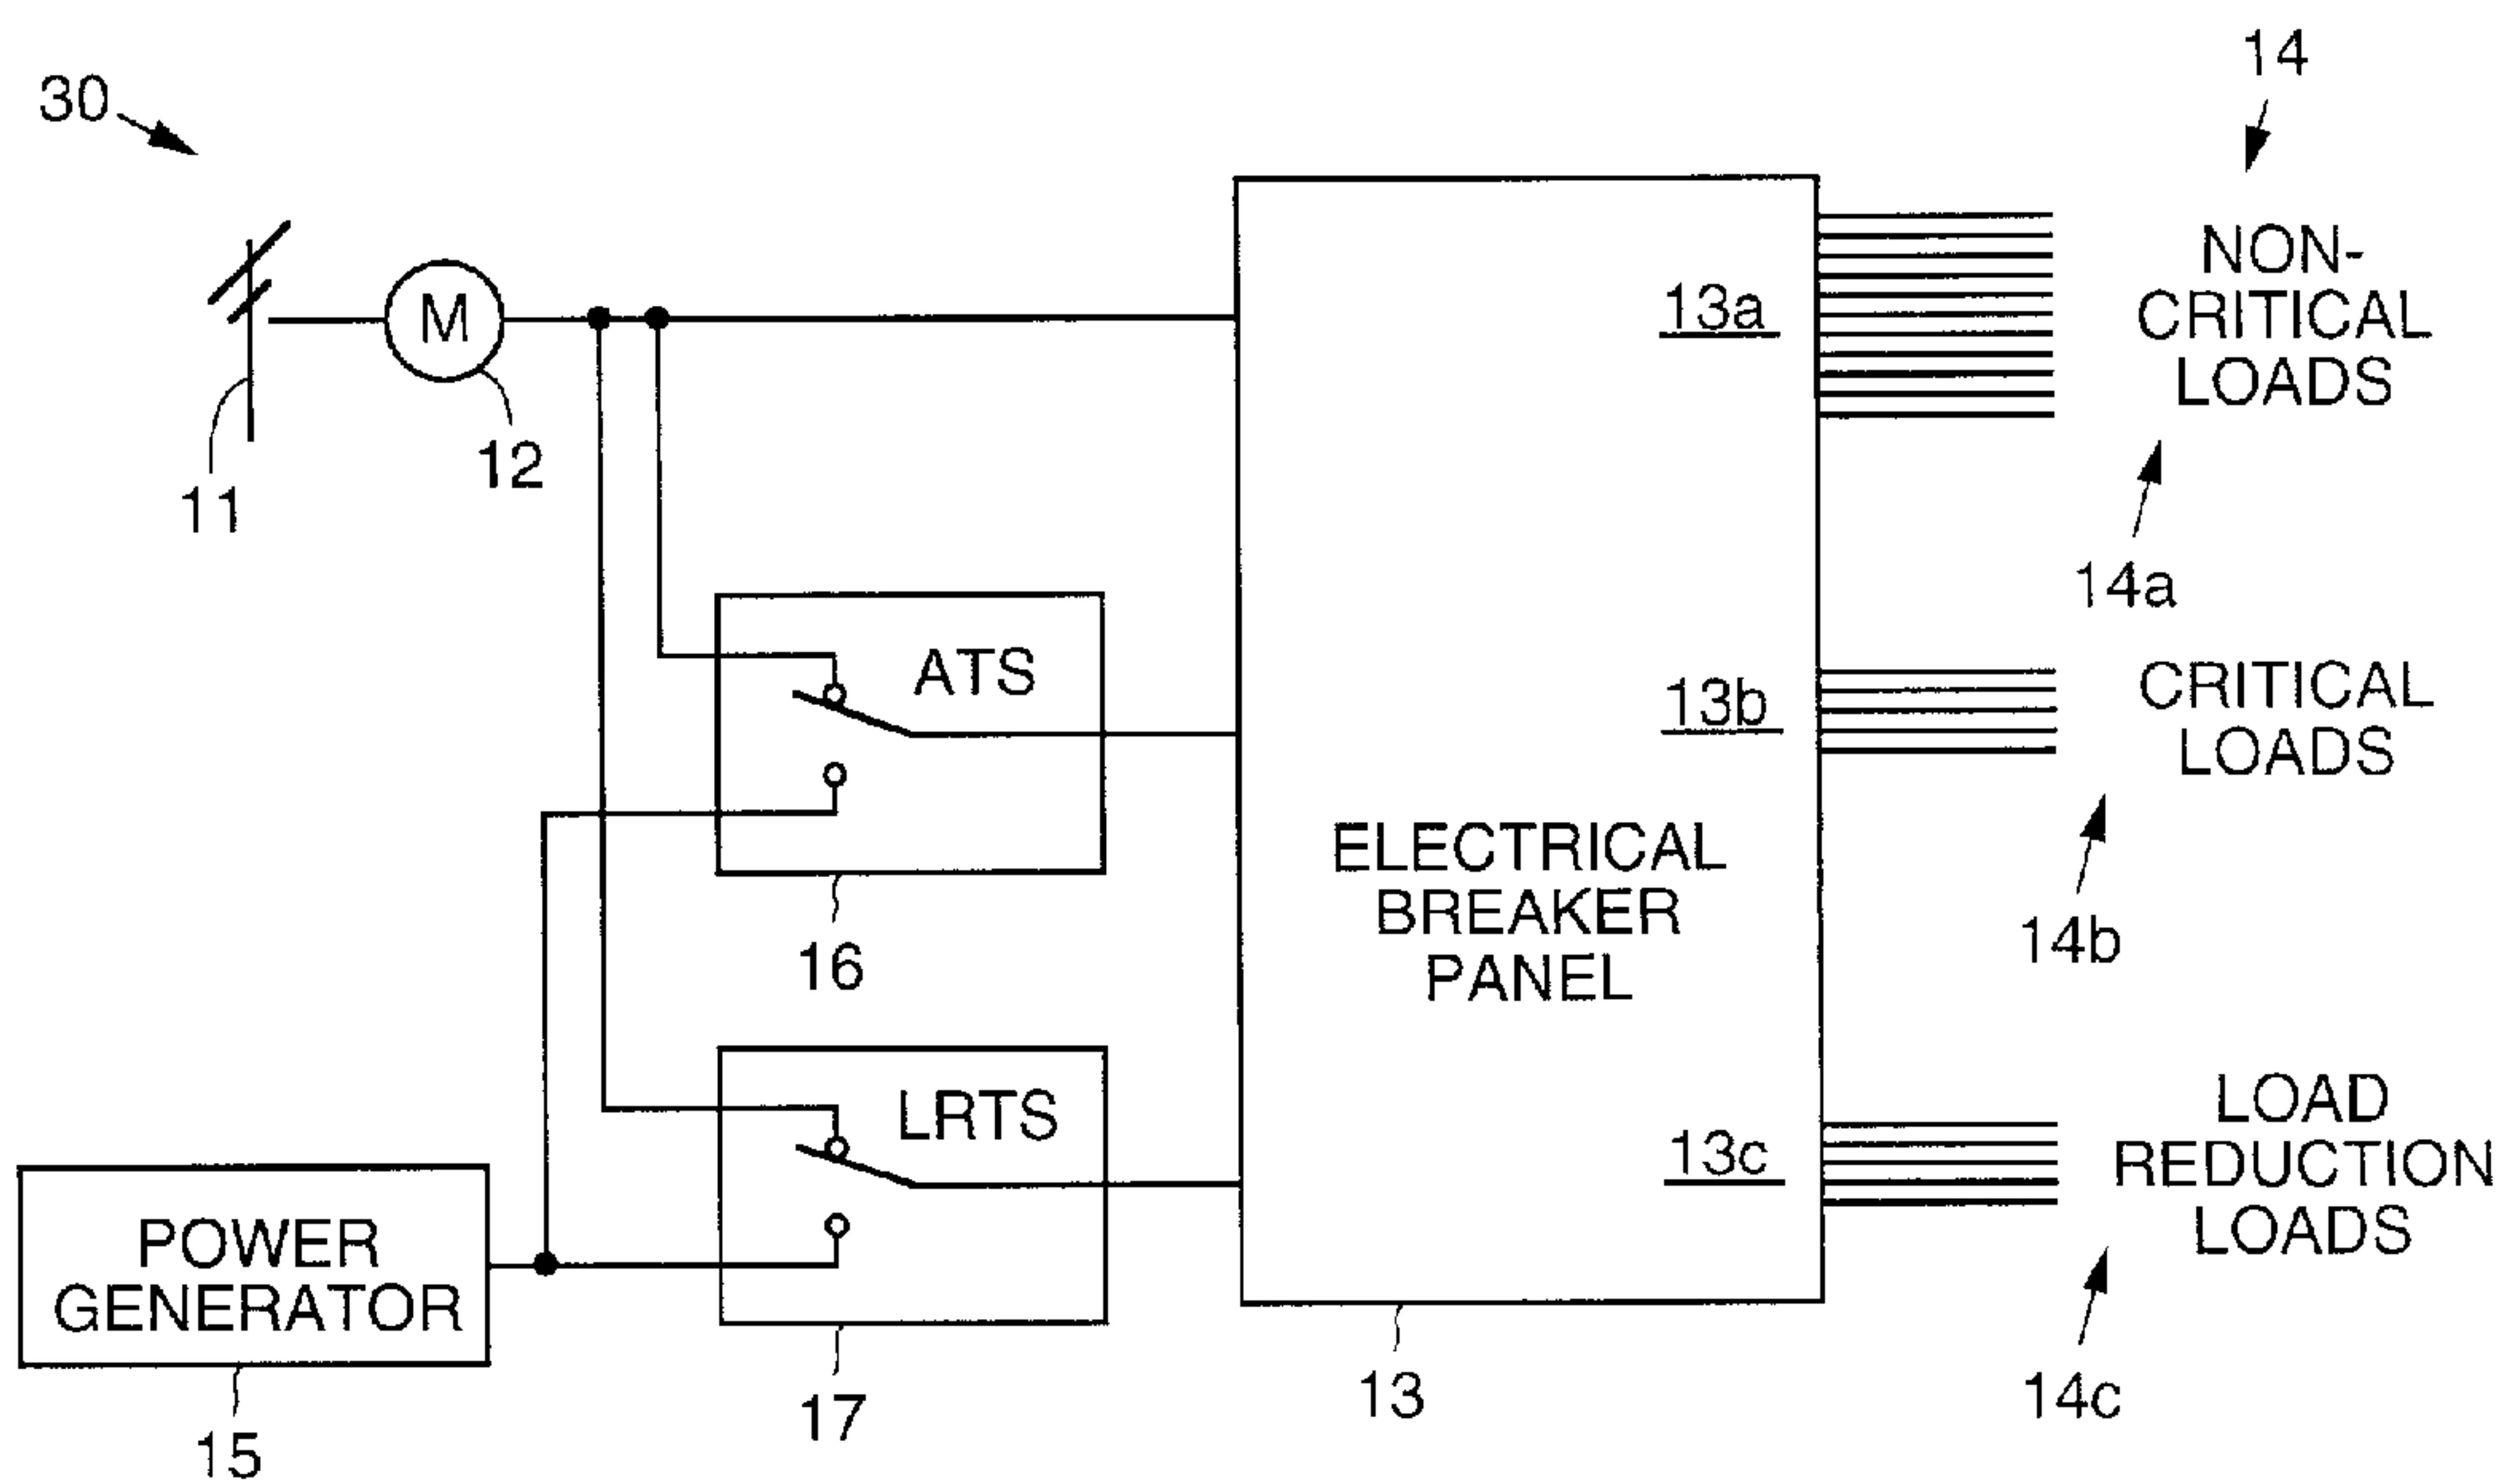 30
14
NON-
CRITICAL
LOADS
13a
M
12
11
14a
ATS
13b
CRITICAL
LOADS
ELECTRICAL
BREAKER
PANEL
16
14b
LRTS
13c
LOAD
REDUCTION
LOADS
POWER
GENERATOR
17
13
14c
15